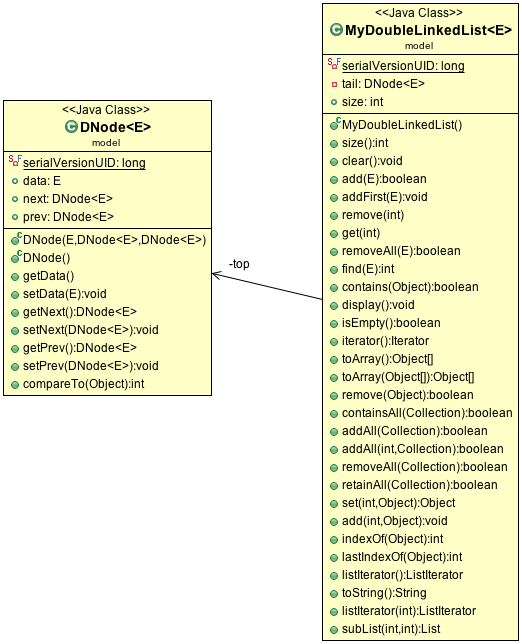 <<Java Class>>
DNode<E>
model
serialVersionUID: long
data: E
next: DNode<E>
prev: DNode<E>
DNode(E,DNode<E>,DNode<E>)
DNode()
getData()
setData(E):void
getNext():DNode<E>
setNext(DNode<E>):void
getPrev():DNode<E>
setPrev(DNode<E>):void
compareTo(Object):int
-top
<<Java Class>>
MyDoubleLinkedList<E>
model
serialVersionUID: long
tail: DNode<E>
size: int
MyDoubleLinkedList()
size():int
clear():void
add(E):boolean
addFirst(E):void
remove(int)
get(int)
removeAll(E):boolean
find(E):int
contains(Object):boolean
display():void
isEmpty():boolean
iterator():Iterator
toArray():Object[]
toArray(Object[]):Object[]
remove(Object):boolean
containsAll(Collection):boolean
addAll(Collection):boolean
addAll(int,Collection):boolean
removeAll(Collection):boolean
retainAll(Collection):boolean
set(int,Object):Object
add(int,Object):void
indexOf(Object):int
lastIndexOf(Object):int
listIterator():ListIterator
toString():String
listIterator(int):ListIterator
subList(int,int):List